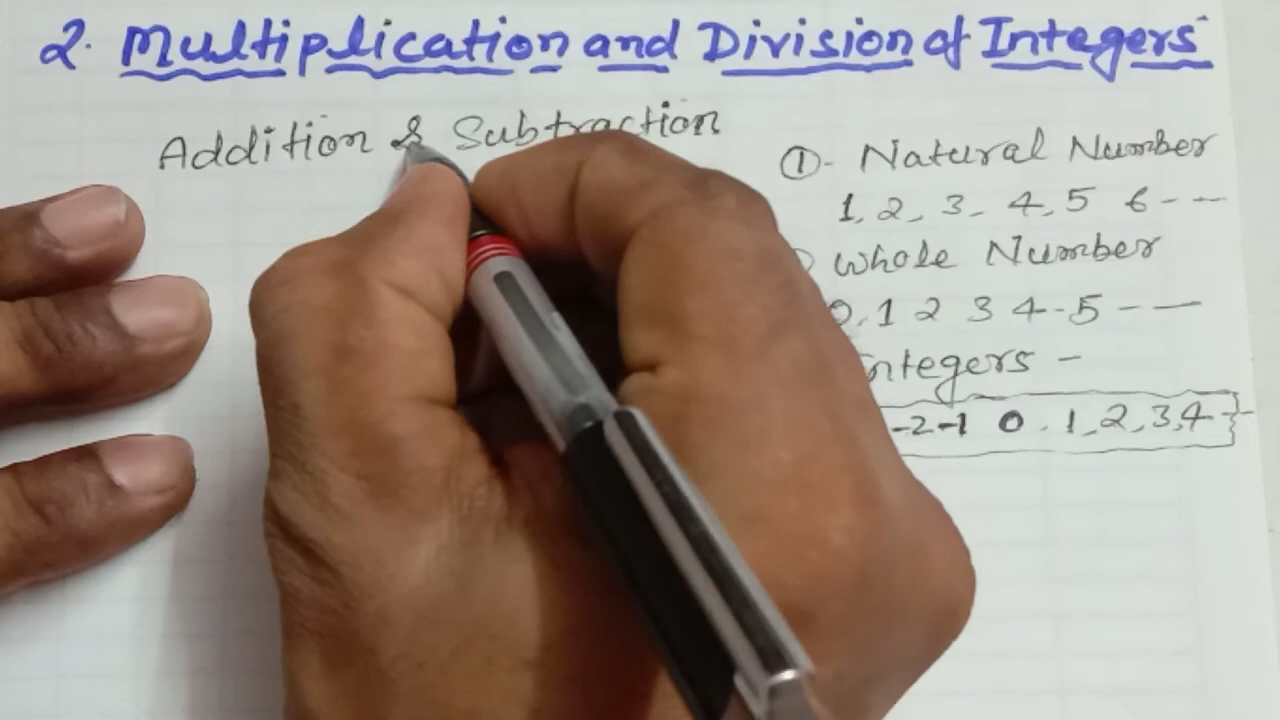 2. Multiplication and Division of Integers
Addition & Subtraction
①- Natural Number
1, 2, 3, 4, 5 6 - - -
Whole Number
0, 1 2 3 4--5 - - —
ntegers -
-2 -1 0. 1, 2, 3, 4 -